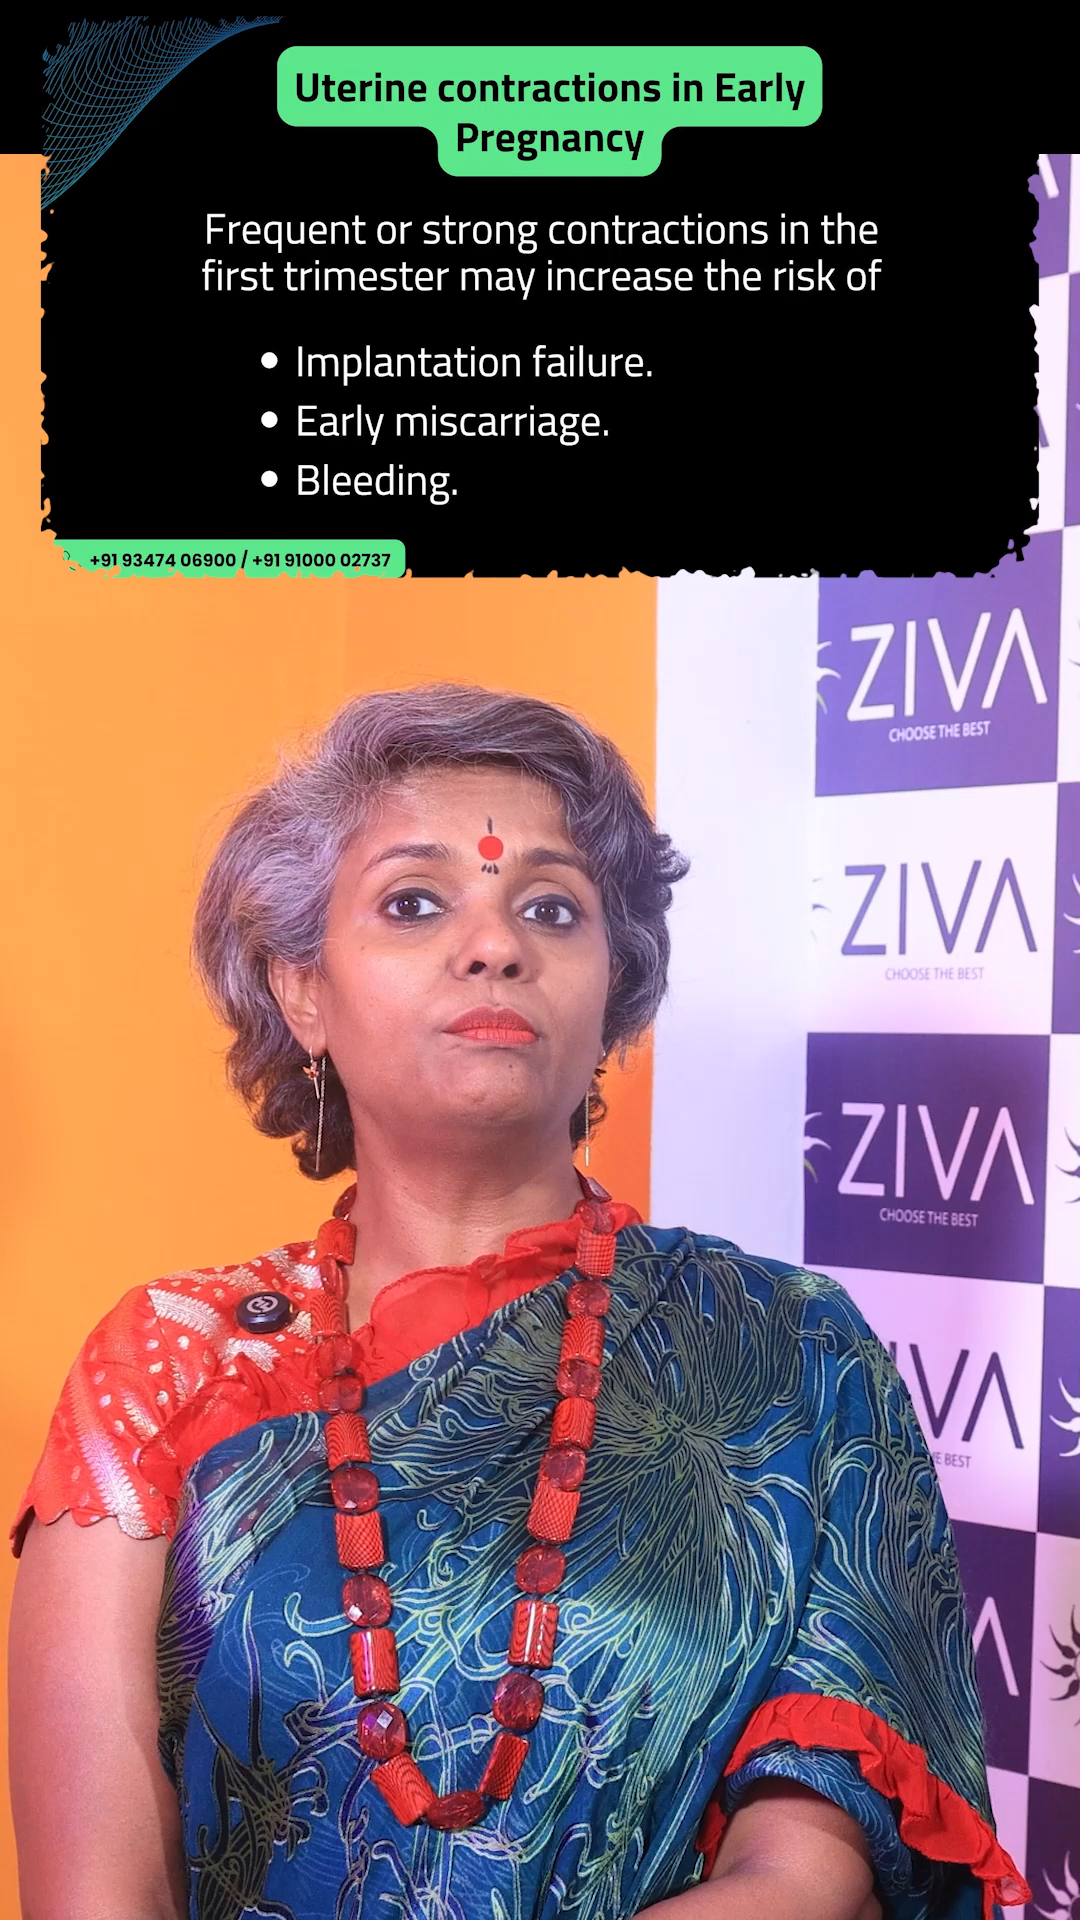 Uterine contractions in Early
Pregnancy
Frequent or strong contractions in the
first trimester may increase the risk of
• Implantation failure.
• Early miscarriage.
• Bleeding.
+91 93474 06900 / +91 91000 02737
ZIVA
CHOOSE THE BEST
ZIVA
CHOOSE THE BEST
ZIVA
CHOOSE THE BEST
IVA
E BEST